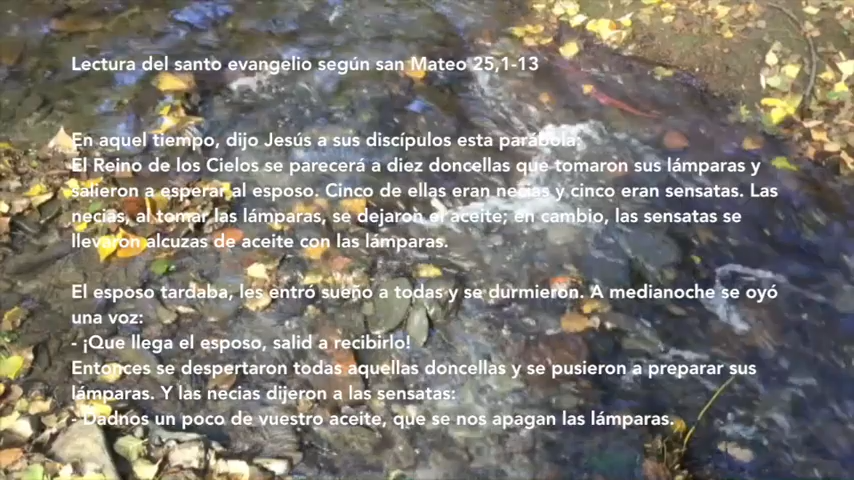 Lectura del santo evangelio según san Mateo 25,1-13
En aquel tiempo, dijo Jesús a sus discípulos esta parábola:
El Reino de los Cielos se parecerá a diez doncellas que tomaron sus lámparas y
salieron a esperar al esposo. Cinco de ellas eran necias y cinco eran sensatas. Las
necias, al tomar las lámparas, se dejaron el aceite; en cambio, las sensatas se
llevaron alcuzas de aceite con las lámparas.
El esposo tardaba, les entró sueño a todas y se durmieron. A medianoche se oyó
una voz:
- ¡Que llega el esposo, salid a recibirlo!
Entonces se despertaron todas aquellas doncellas y se pusieron a preparar sus
lámparas. Y las necias dijeron a las sensatas:
- Dadnos un poco de vuestro aceite, que se nos apagan las lámparas.